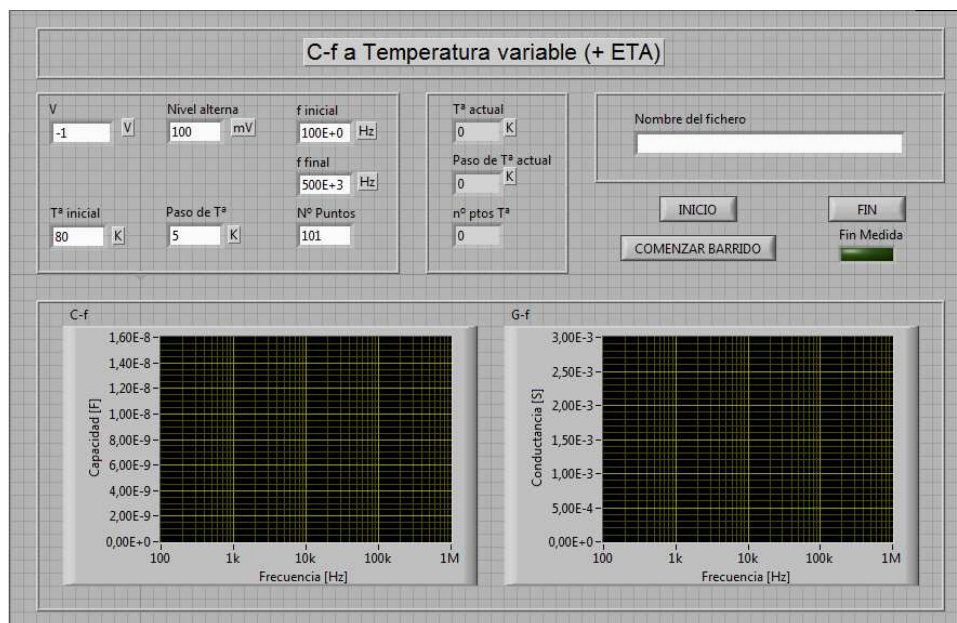 C-f a Temperatura variable (+ ETA)
V
-1 V
Nivel alterna
100 mV
f inicial
100E+0 Hz
f final
500E+3 Hz
Tª inicial
80 K
Paso de Tª
5 K
Nº Puntos
101
Tª actual
0 K
Paso de Tª actual
0 K
nº ptos Tª
0
Nombre del fichero
INICIO
FIN
COMENZAR BARRIDO
Fin Medida
C-f
Capacidad [F]
1,60E-8
1,40E-8
1,20E-8
1,00E-8
8,00E-9
6,00E-9
4,00E-9
2,00E-9
0,00E+0
100 1k 10k 100k 1M
Frecuencia [Hz]
G-f
Conductancia [S]
3,00E-3
2,50E-3
2,00E-3
1,50E-3
1,00E-3
5,00E-4
0,00E+0
100 1k 10k 100k 1M
Frecuencia [Hz]